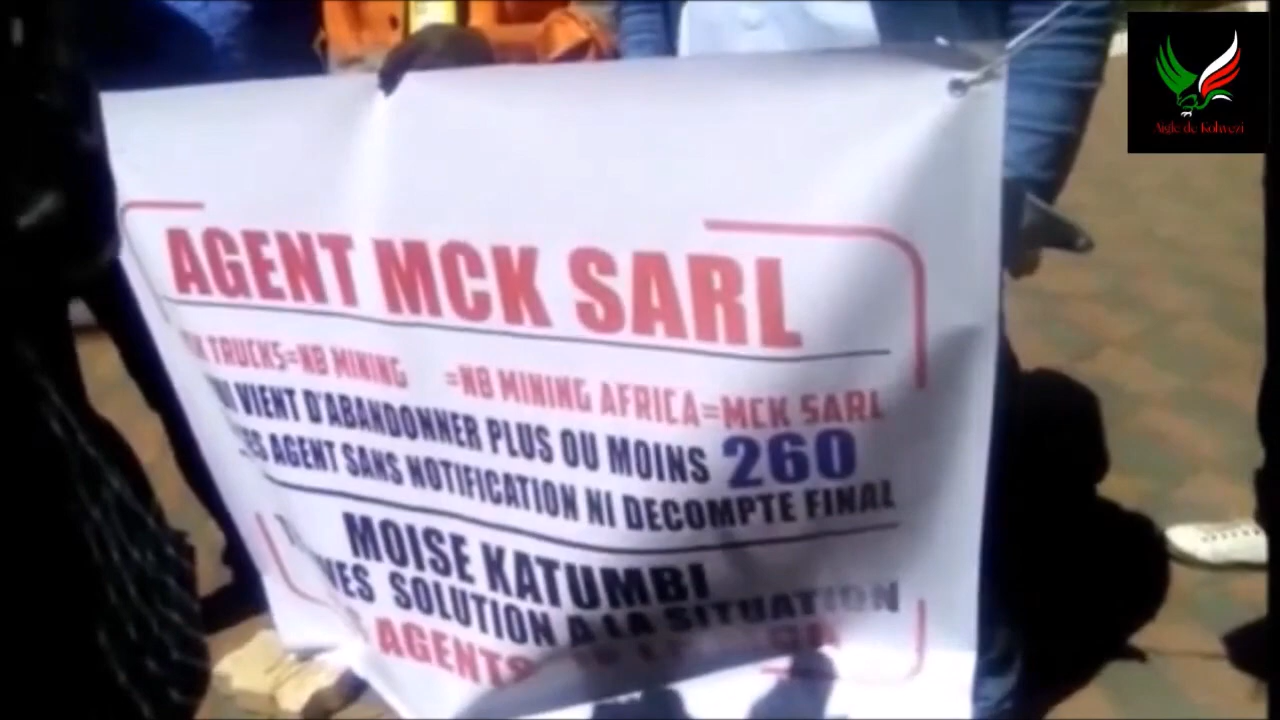 AGENT MCK SARL
TRUCKS=NB MINING =NB MINING AFRICA=MCK SARL
VIENT D'ABANDONNER PLUS OU MOINS 260
AGENT SANS NOTIFICATION NI DECOMPTE FINAL
MOISE KATUMBI
SOLUTION A LA SITUATION
AGENTS
Aigle de Kolwezi